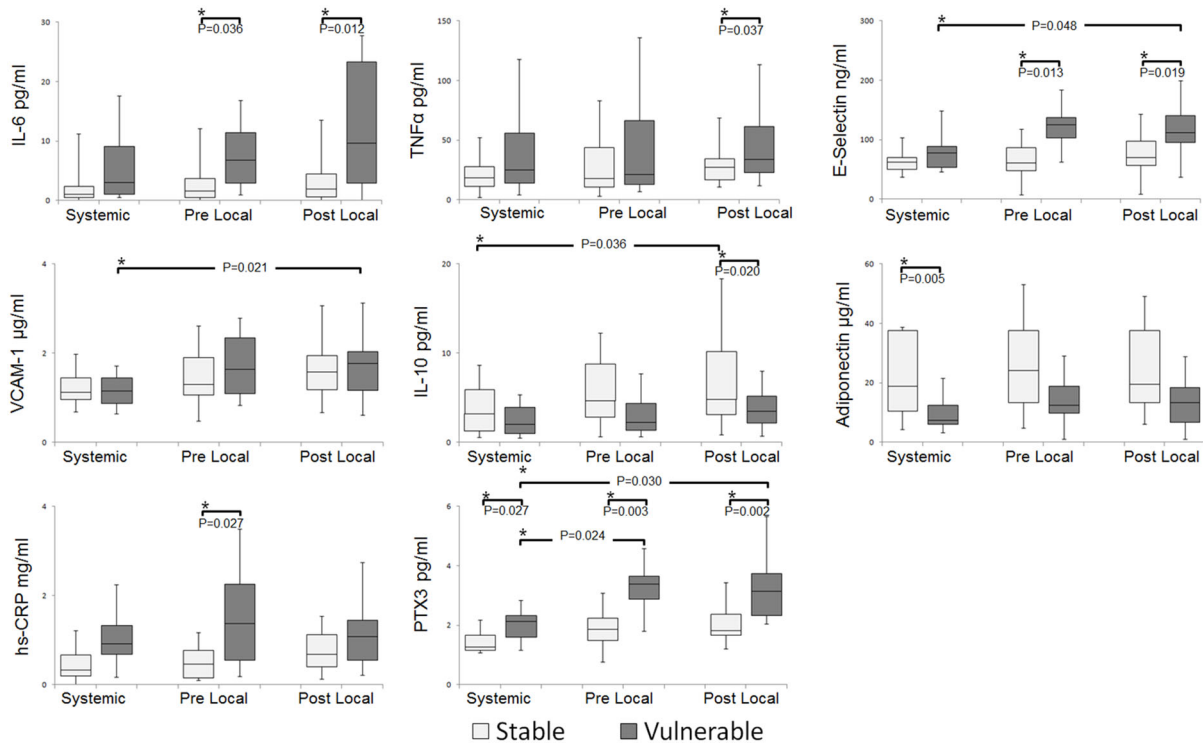 IL-6 pg/ml
30
20
10
0
*
P=0.036
*
P=0.012
Systemic
Pre Local
Post Local
TNFα pg/ml
150
100
50
0
*
P=0.037
Systemic
Pre Local
Post Local
E-Selectin ng/ml
300
200
100
0
*
P=0.048
*
P=0.013
*
P=0.019
Systemic
Pre Local
Post Local
VCAM-1 µg/ml
4
2
0
*
P=0.021
Systemic
Pre Local
Post Local
IL-10 pg/ml
20
10
0
*
P=0.036
*
P=0.020
Systemic
Pre Local
Post Local
Adiponectin µg/ml
60
40
20
0
*
P=0.005
Systemic
Pre Local
Post Local
hs-CRP mg/ml
4
2
0
*
P=0.027
Systemic
Pre Local
Post Local
PTX3 pg/ml
6
4
2
0
*
P=0.030
*
P=0.027
*
P=0.003
*
P=0.002
*
P=0.024
Systemic
Pre Local
Post Local
Stable
Vulnerable